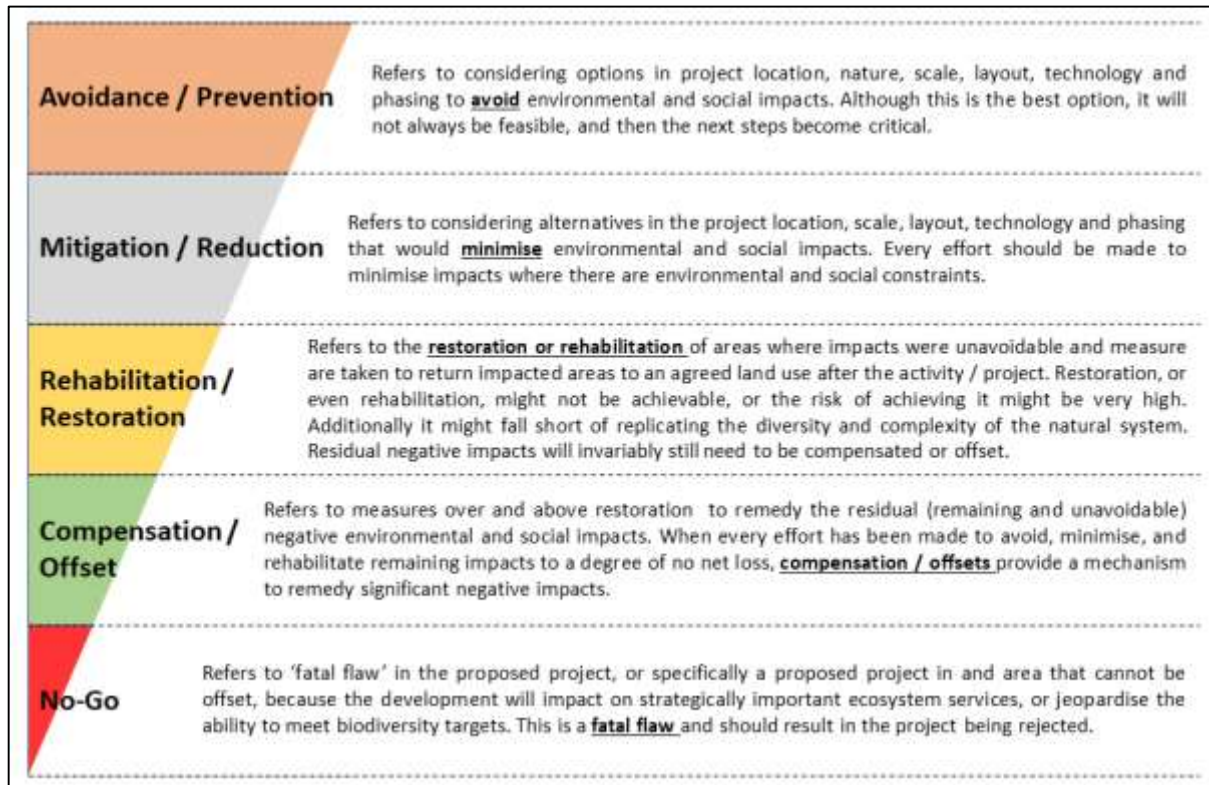 Avoidance / Prevention
Refers to considering options in project location, nature, scale, layout, technology and
phasing to avoid environmental and social impacts. Although this is the best option, it will
not always be feasible, and then the next steps become critical.
Mitigation / Reduction
Refers to considering alternatives in the project location, scale, layout, technology and phasing
that would minimise environmental and social impacts. Every effort should be made to
minimise impacts where there are environmental and social constraints.
Rehabilitation /
Restoration
Refers to the restoration or rehabilitation of areas where impacts were unavoidable and measure
are taken to return impacted areas to an agreed land use after the activity / project. Restoration, or
even rehabilitation, might not be achievable, or the risk of achieving it might be very high.
Additionally it might fall short of replicating the diversity and complexity of the natural system.
Residual negative impacts will invariably still need to be compensated or offset.
Compensation /
Offset
Refers to measures over and above restoration to remedy the residual (remaining and unavoidable)
negative environmental and social impacts. When every effort has been made to avoid, minimise, and
rehabilitate remaining impacts to a degree of no net loss, compensation / offsets provide a mechanism
to remedy significant negative impacts.
No-Go
Refers to ‘fatal flaw’ in the proposed project, or specifically a proposed project in and area that cannot be
offset, because the development will impact on strategically important ecosystem services, or jeopardise the
ability to meet biodiversity targets. This is a fatal flaw and should result in the project being rejected.